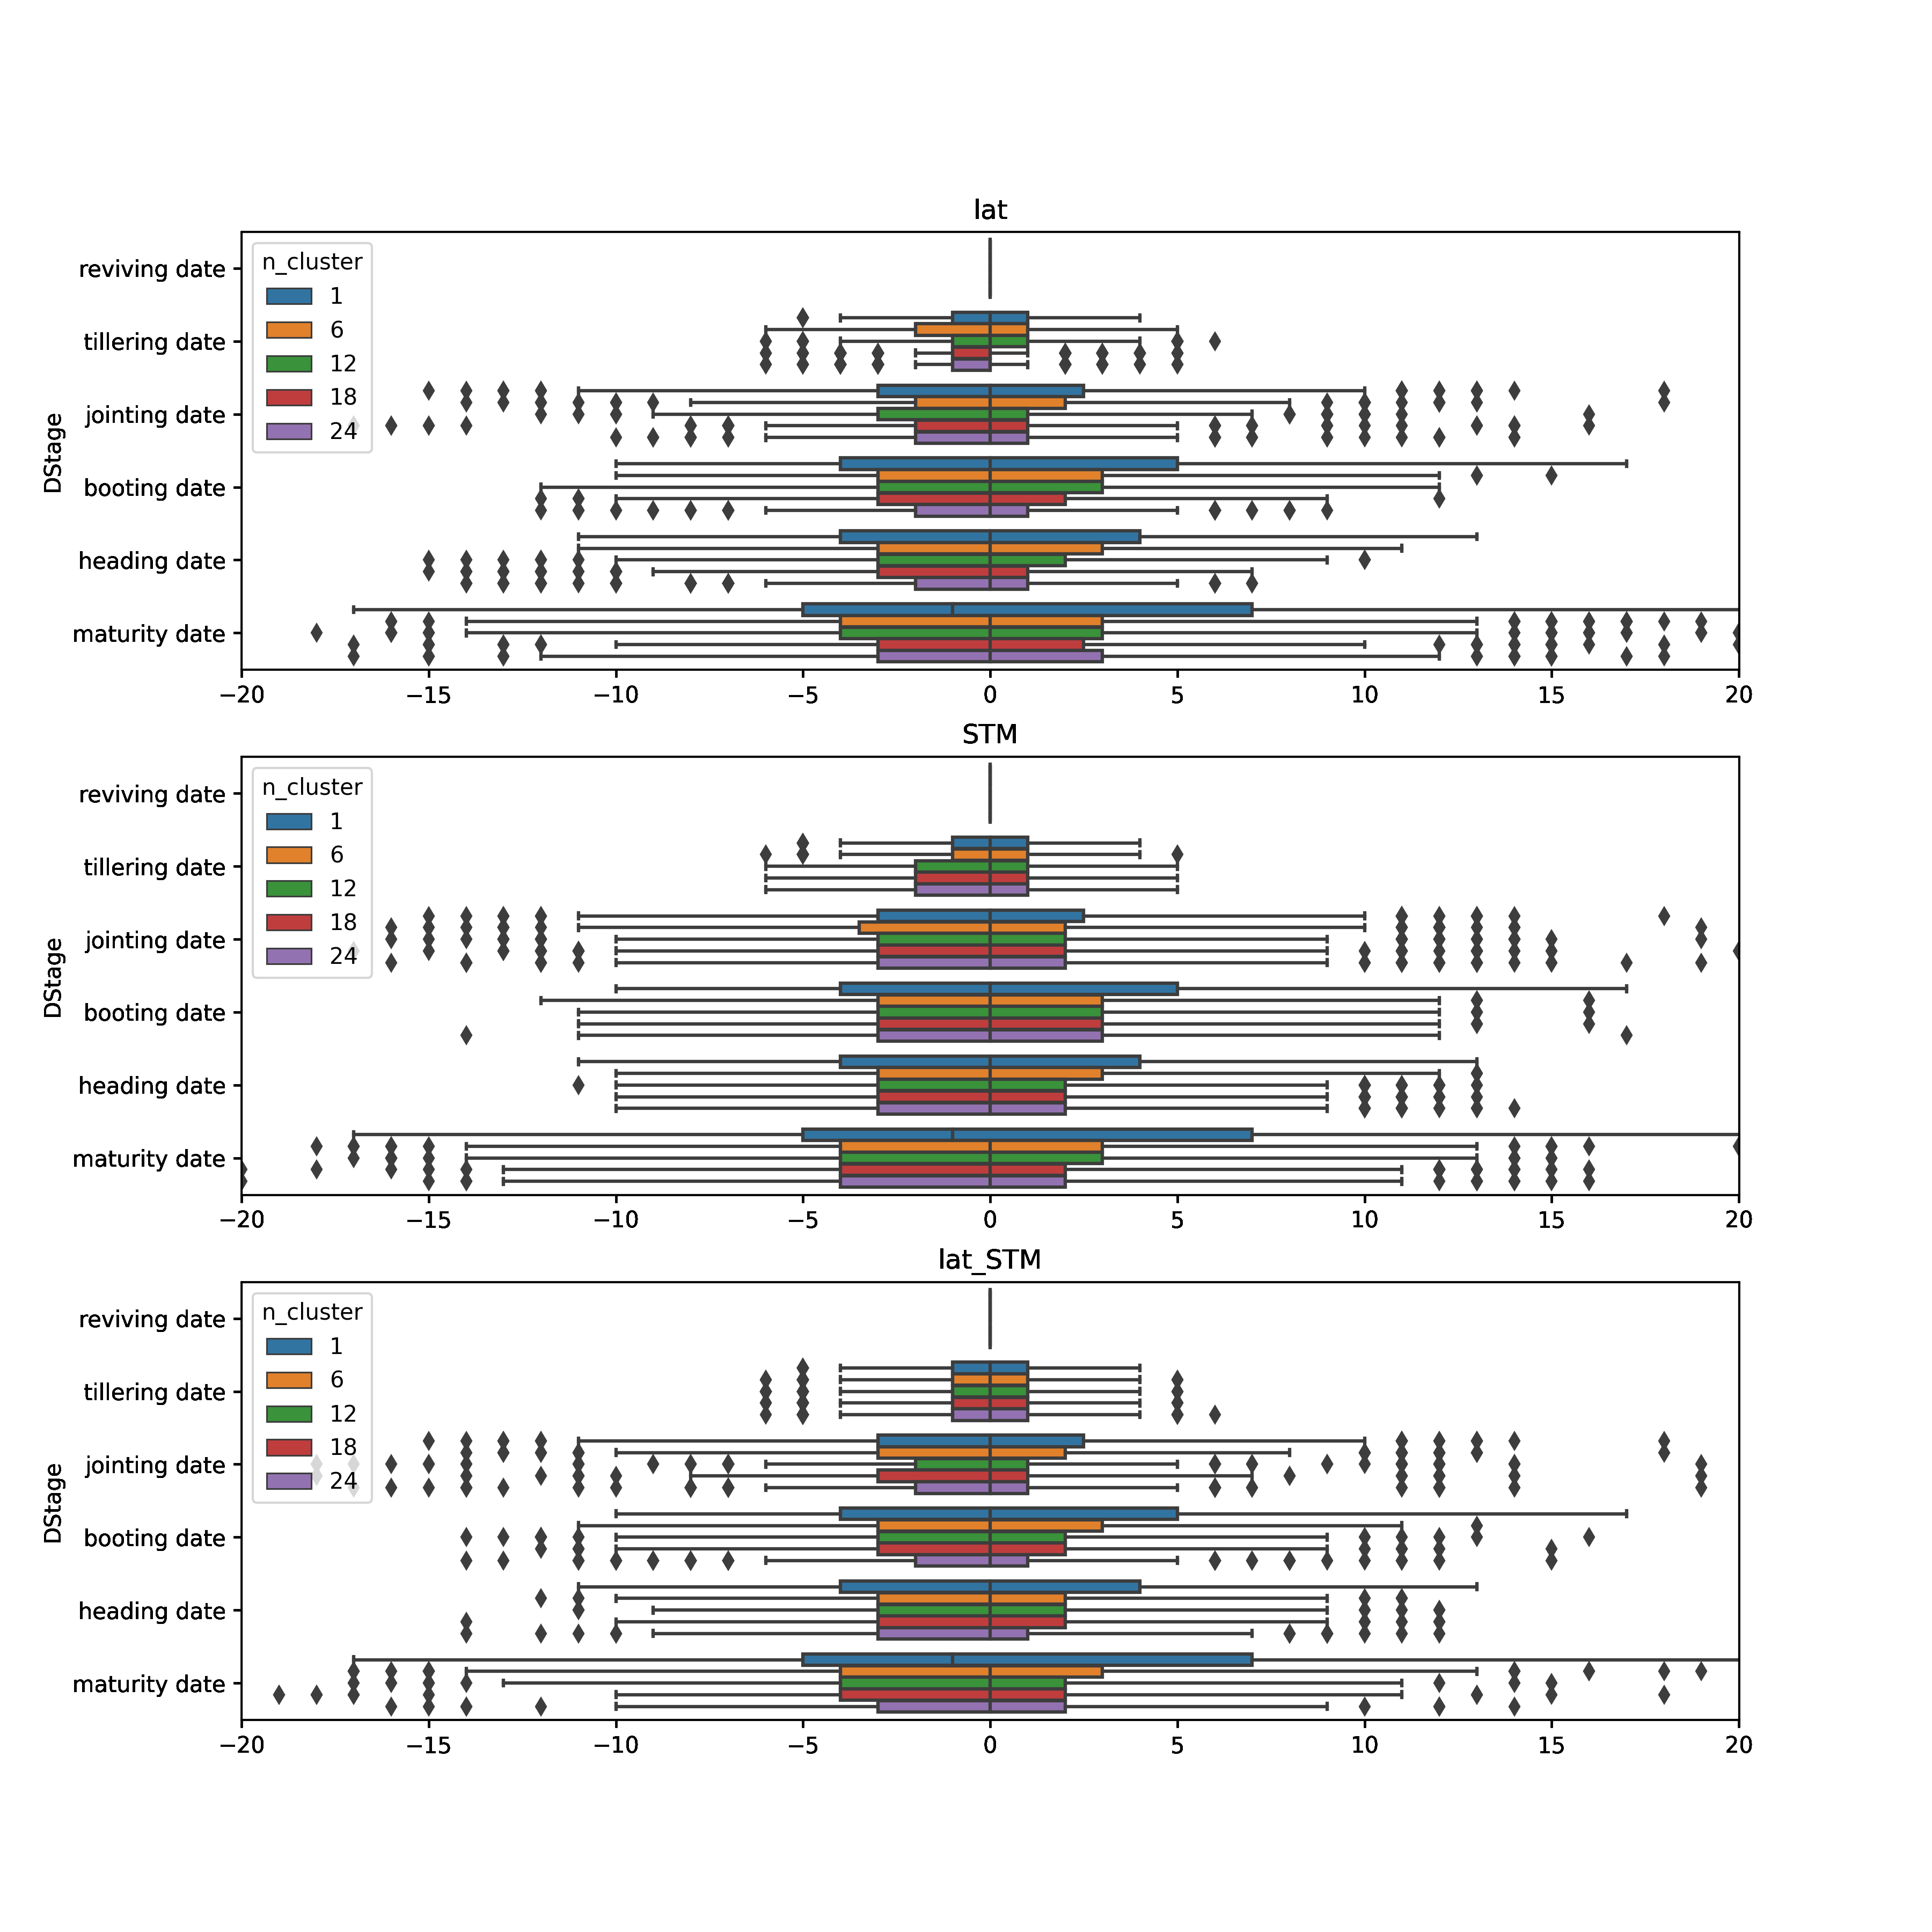 lat
n_cluster
1
6
12
18
24
DStage
reviving date
tillering date
jointing date
booting date
heading date
maturity date
−20 −15 −10 −5 0 5 10 15 20
STM
n_cluster
1
6
12
18
24
DStage
reviving date
tillering date
jointing date
booting date
heading date
maturity date
−20 −15 −10 −5 0 5 10 15 20
lat_STM
n_cluster
1
6
12
18
24
DStage
reviving date
tillering date
jointing date
booting date
heading date
maturity date
−20 −15 −10 −5 0 5 10 15 20